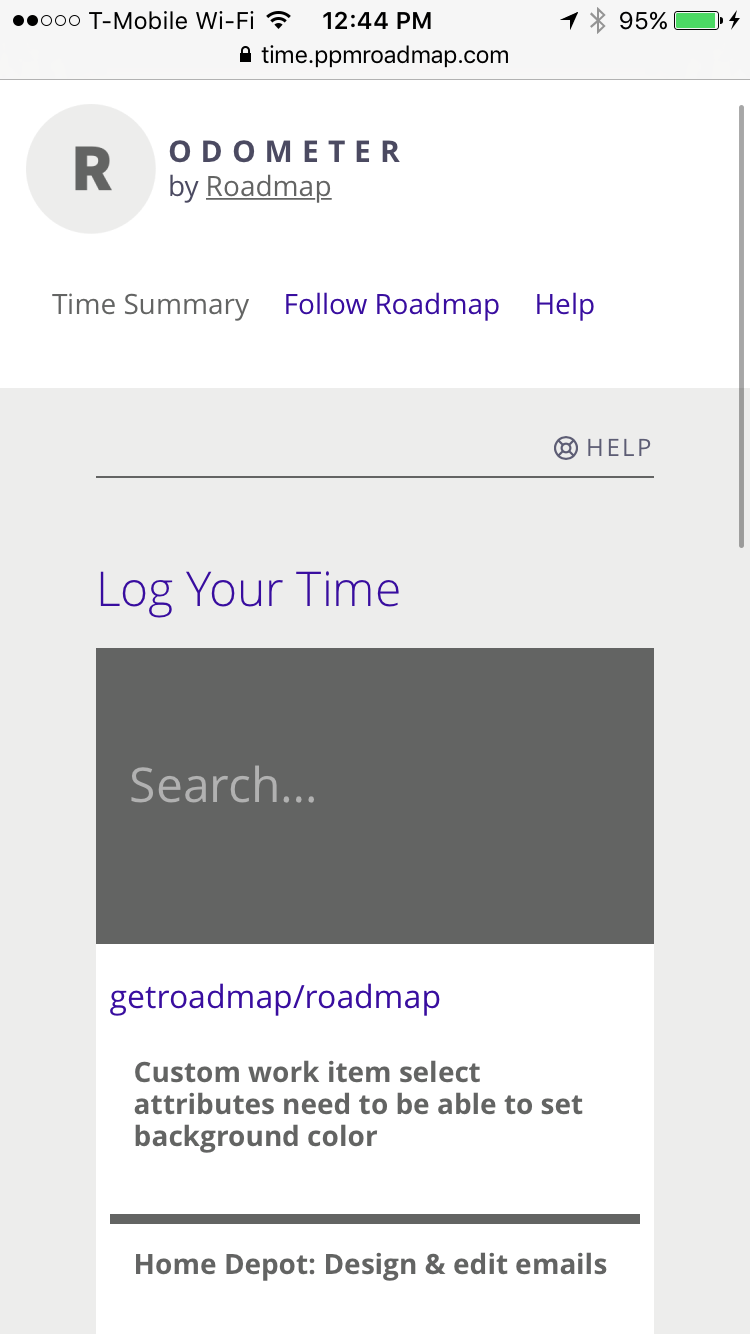 T-Mobile Wi-Fi 12:44 PM 95%
time.ppmroadmap.com
R
ODOMETER
by Roadmap
Time Summary Follow Roadmap Help
HELP
Log Your Time
Search...
getroadmap/roadmap
Custom work item select
attributes need to be able to set
background color
Home Depot: Design & edit emails